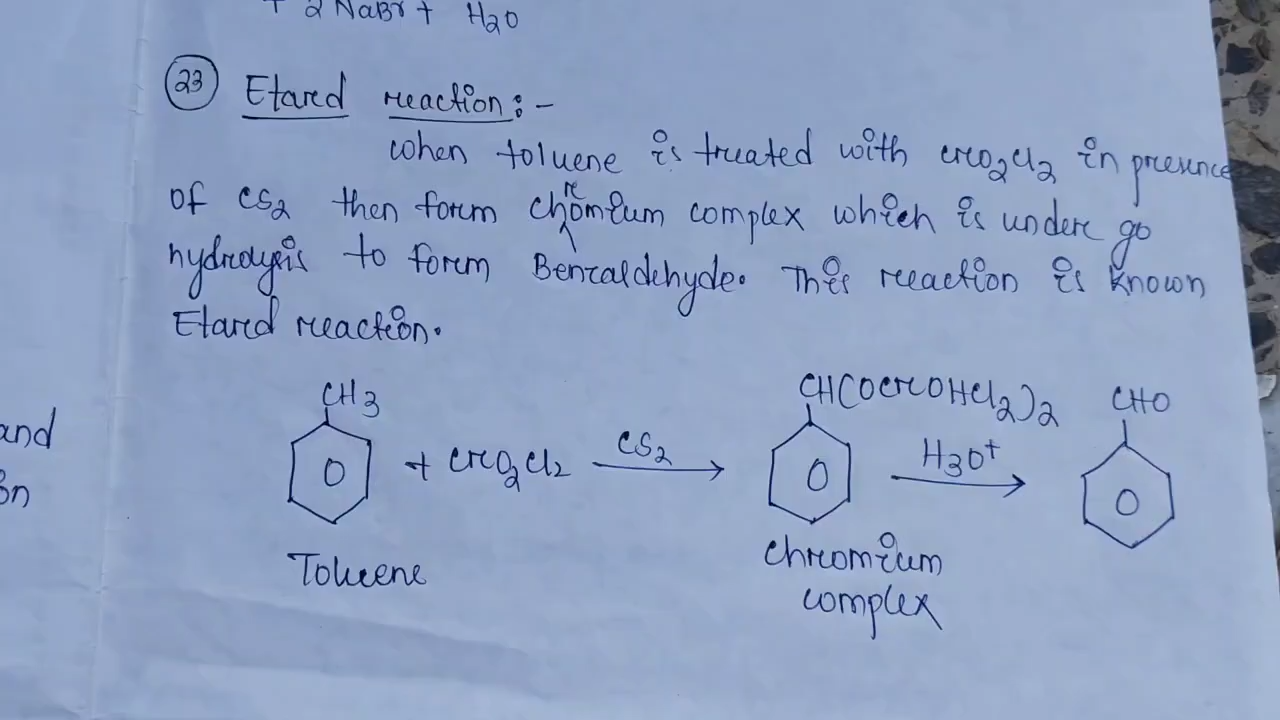 + 2NaBr + H2O
(23) Etard reaction :-
when toluene is treated with CrO2Cl2 in presence
of CS2 then form chromium complex which is under go
hydrolysis to form Benzaldehyde. This reaction is known
Etard reaction.
and
on
CH3 CH(OCrOHCl2)2 CHO
+ CrO2Cl2 CS2 → H3O+ →
Toluene
chromium
complex